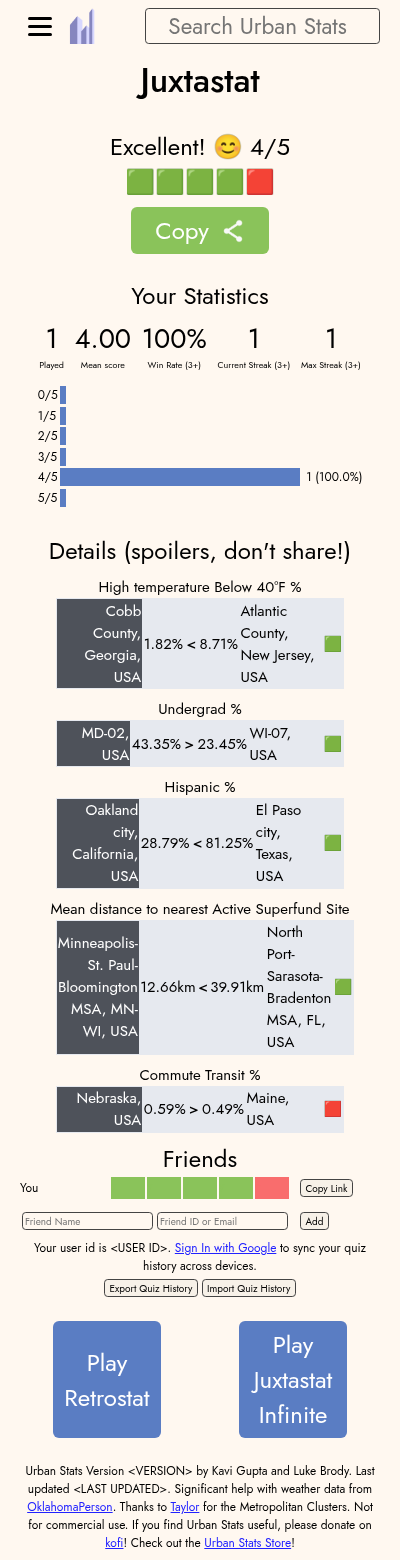 Search Urban Stats
Juxtastat
Excellent! 😊 4/5
🟩🟩🟩🟩🟥
Copy
Your Statistics
1 4.00 100% 1 1
Played Mean score Win Rate (3+) Current Streak (3+) Max Streak (3+)
0/5
1/5
2/5
3/5
4/5 1 (100.0%)
5/5
Details (spoilers, don't share!)
High temperature Below 40°F %
Cobb
County,
Georgia,
USA
1.82% < 8.71%
Atlantic
County,
New Jersey,
USA
🟩
Undergrad %
MD-02,
USA
43.35% > 23.45%
WI-07,
USA
🟩
Hispanic %
Oakland
city,
California,
USA
28.79% < 81.25%
El Paso
city,
Texas,
USA
🟩
Mean distance to nearest Active Superfund Site
Minneapolis-
St. Paul-
Bloomington
MSA, MN-
WI, USA
12.66km < 39.91km
North
Port-
Sarasota-
Bradenton
MSA, FL,
USA
🟩
Commute Transit %
Nebraska,
USA
0.59% > 0.49%
Maine,
USA
🟥
Friends
You Copy Link
Friend Name Friend ID or Email Add
Your user id is <USER ID>. Sign In with Google to sync your quiz
history across devices.
Export Quiz History Import Quiz History
Play
Retrostat
Play
Juxtastat
Infinite
Urban Stats Version <VERSION> by Kavi Gupta and Luke Brody. Last
updated <LAST UPDATED>. Significant help with weather data from
OklahomaPerson. Thanks to Taylor for the Metropolitan Clusters. Not
for commercial use. If you find Urban Stats useful, please donate on
kofi! Check out the Urban Stats Store!